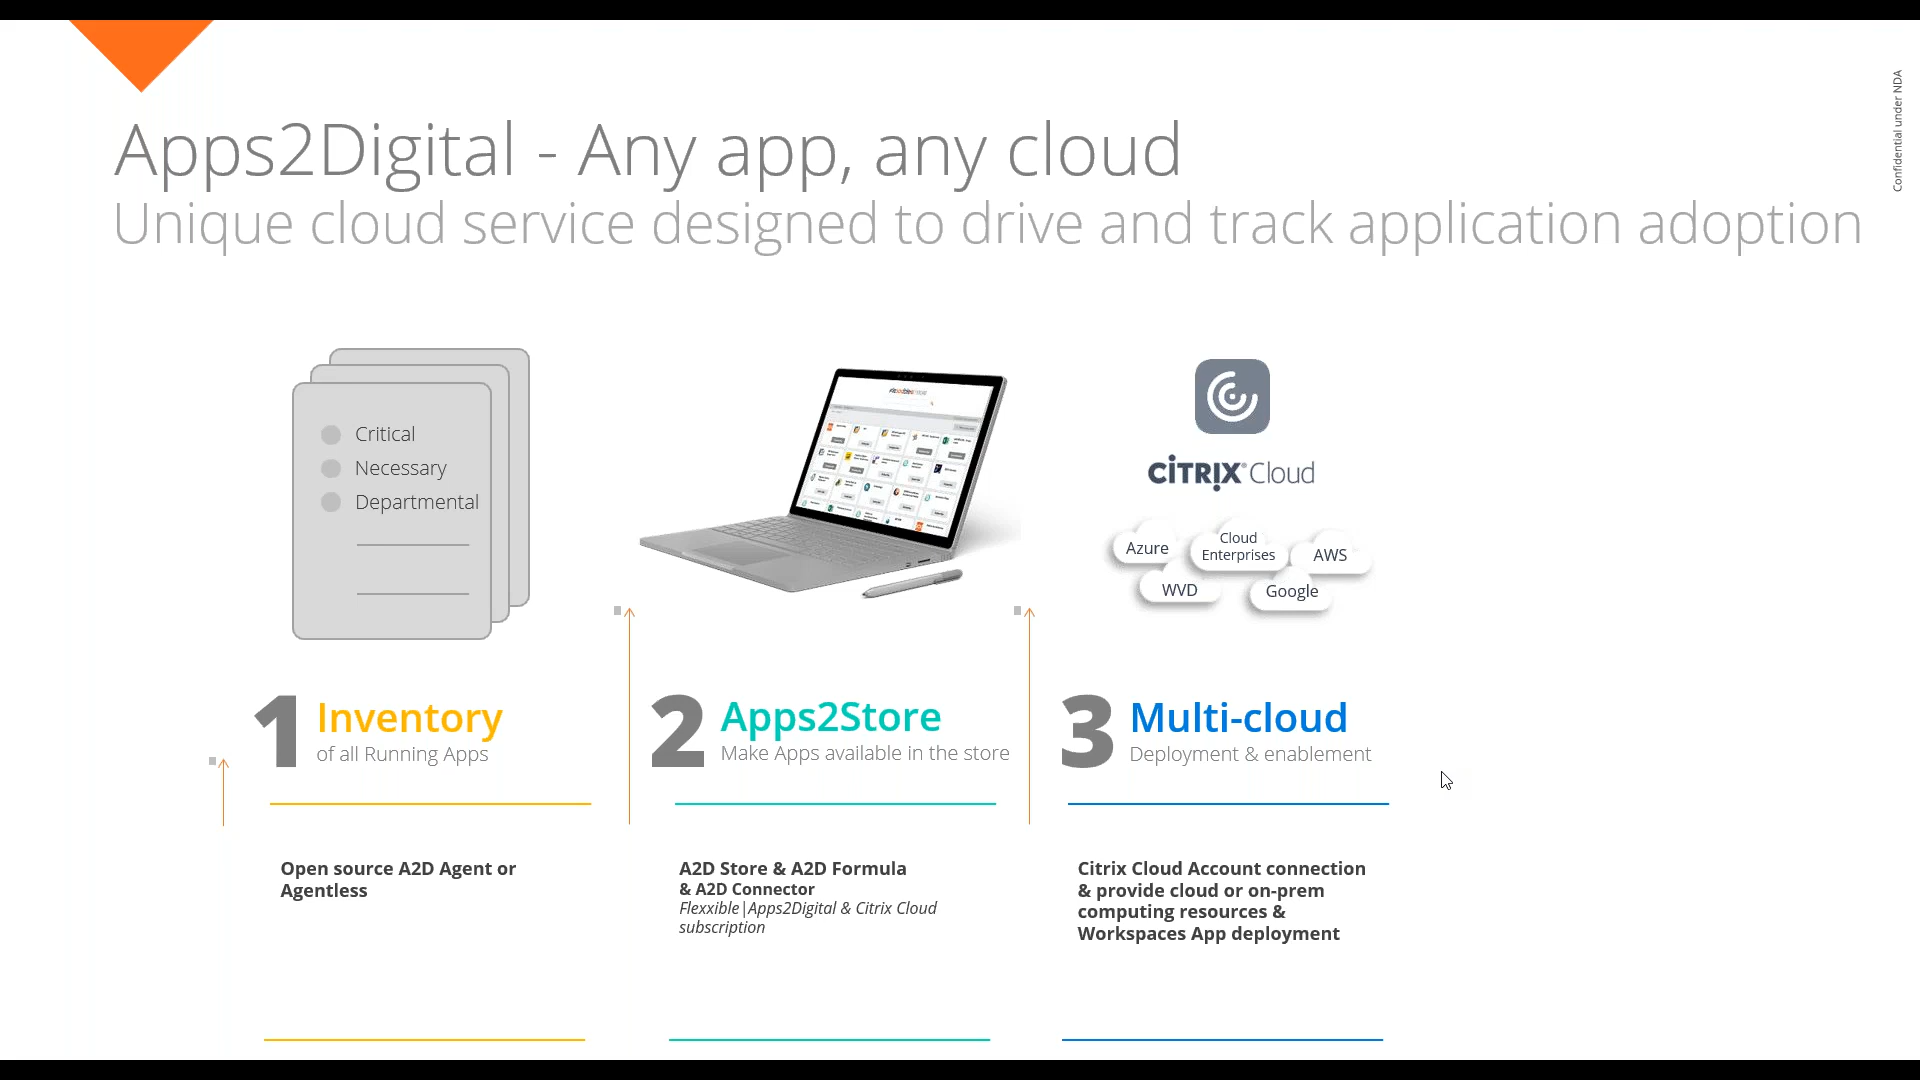 Confidential under NDA
Apps2Digital - Any app, any cloud
Unique cloud service designed to drive and track application adoption
Critical
Necessary
Departmental
CİTRIX® Cloud
Azure
Cloud
Enterprises
AWS
WVD
Google
1 Inventory
of all Running Apps
2 Apps2Store
Make Apps available in the store
3 Multi-cloud
Deployment & enablement
Open source A2D Agent or
Agentless
A2D Store & A2D Formula
& A2D Connector
Flexxible|Apps2Digital & Citrix Cloud
subscription
Citrix Cloud Account connection
& provide cloud or on-prem
computing resources &
Workspaces App deployment